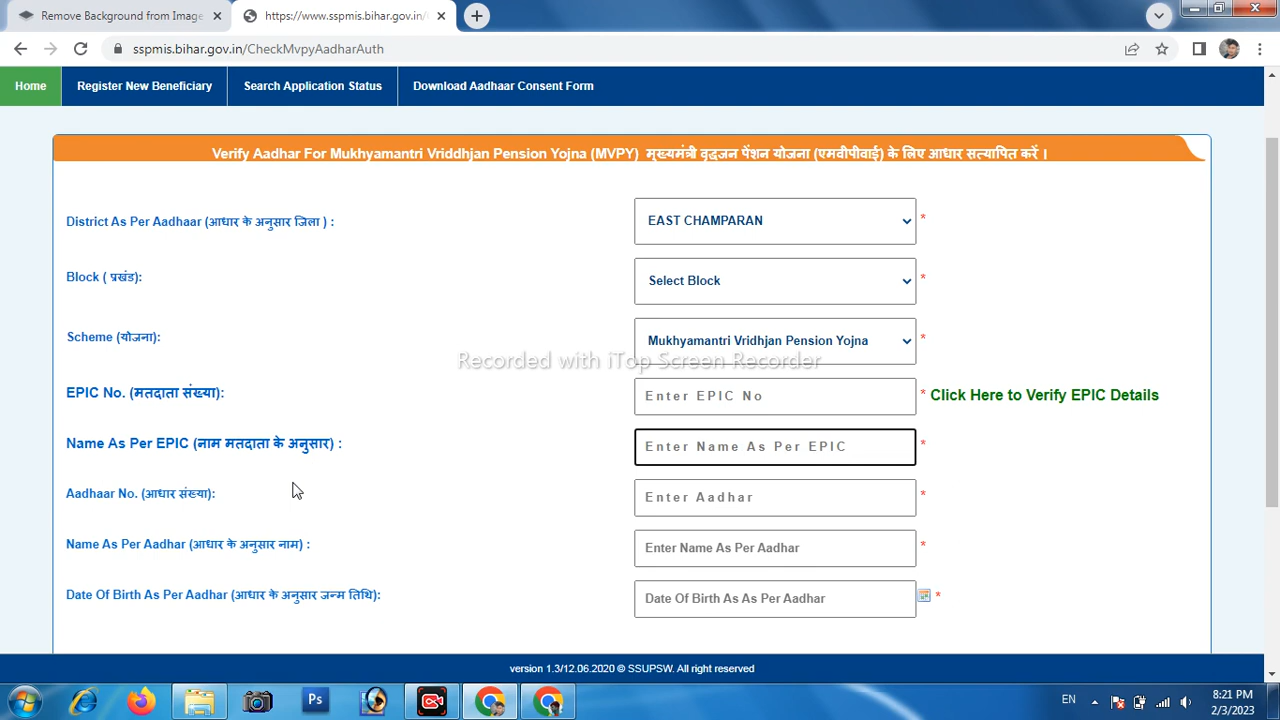 Remove Background from Image
https://www.sspmis.bihar.gov.in/
sspmis.bihar.gov.in/CheckMvpyAadharAuth
Home Register New Beneficiary Search Application Status Download Aadhaar Consent Form
Verify Aadhar For Mukhyamantri Vriddhjan Pension Yojna (MVPY) मुख्यमंत्री वृद्धजन पेंशन योजना (एमवीपीवाई) के लिए आधार सत्यापित करें ।
District As Per Aadhaar (आधार के अनुसार जिला ) : EAST CHAMPARAN *
Block ( प्रखंड): Select Block *
Scheme (योजना): Mukhyamantri Vridhjan Pension Yojna *
Recorded with iTop Screen Recorder
EPIC No. (मतदाता संख्या): Enter EPIC No * Click Here to Verify EPIC Details
Name As Per EPIC (नाम मतदाता के अनुसार) : Enter Name As Per EPIC *
Aadhaar No. (आधार संख्या): Enter Aadhar *
Name As Per Aadhar (आधार के अनुसार नाम) : Enter Name As Per Aadhar *
Date Of Birth As Per Aadhar (आधार के अनुसार जन्म तिथि): Date Of Birth As As Per Aadhar *
version 1.3/12.06.2020 © SSUPSW. All right reserved
Ps EN 8:21 PM
2/3/2023